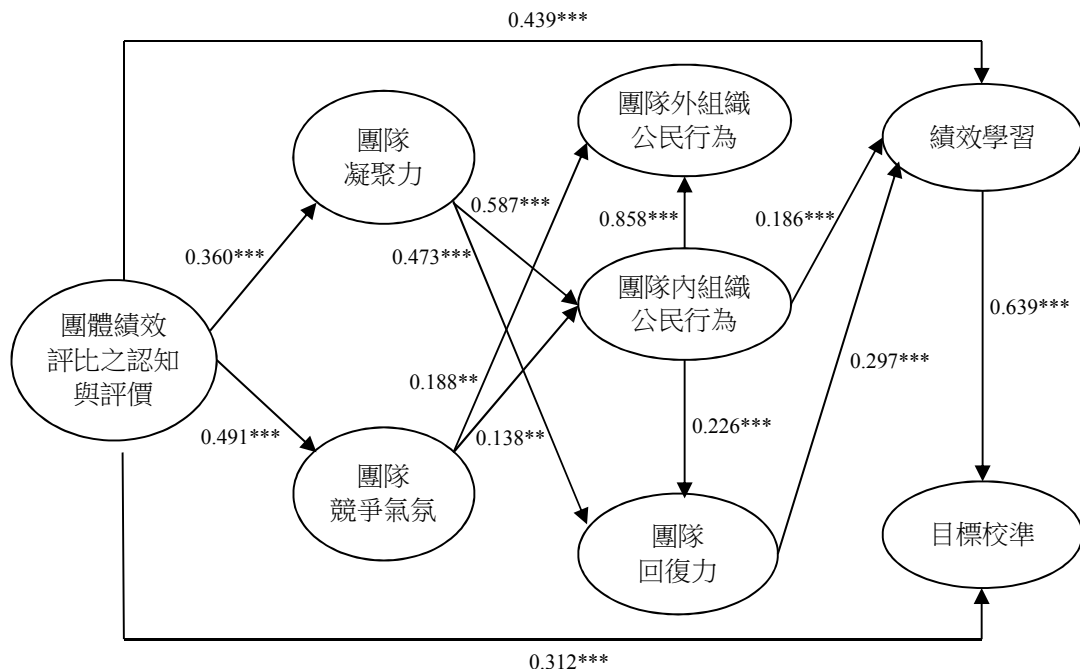 0.439***
團隊外組織
公民行為
績效學習
團隊
凝聚力
0.587***
0.858***
0.186***
0.360***
0.473***
團隊內組織
公民行為
0.639***
團體績效
評比之認知
與評價
0.297***
0.188**
0.491***
0.138**
0.226***
團隊
競爭氣氛
團隊
回復力
目標校準
0.312***